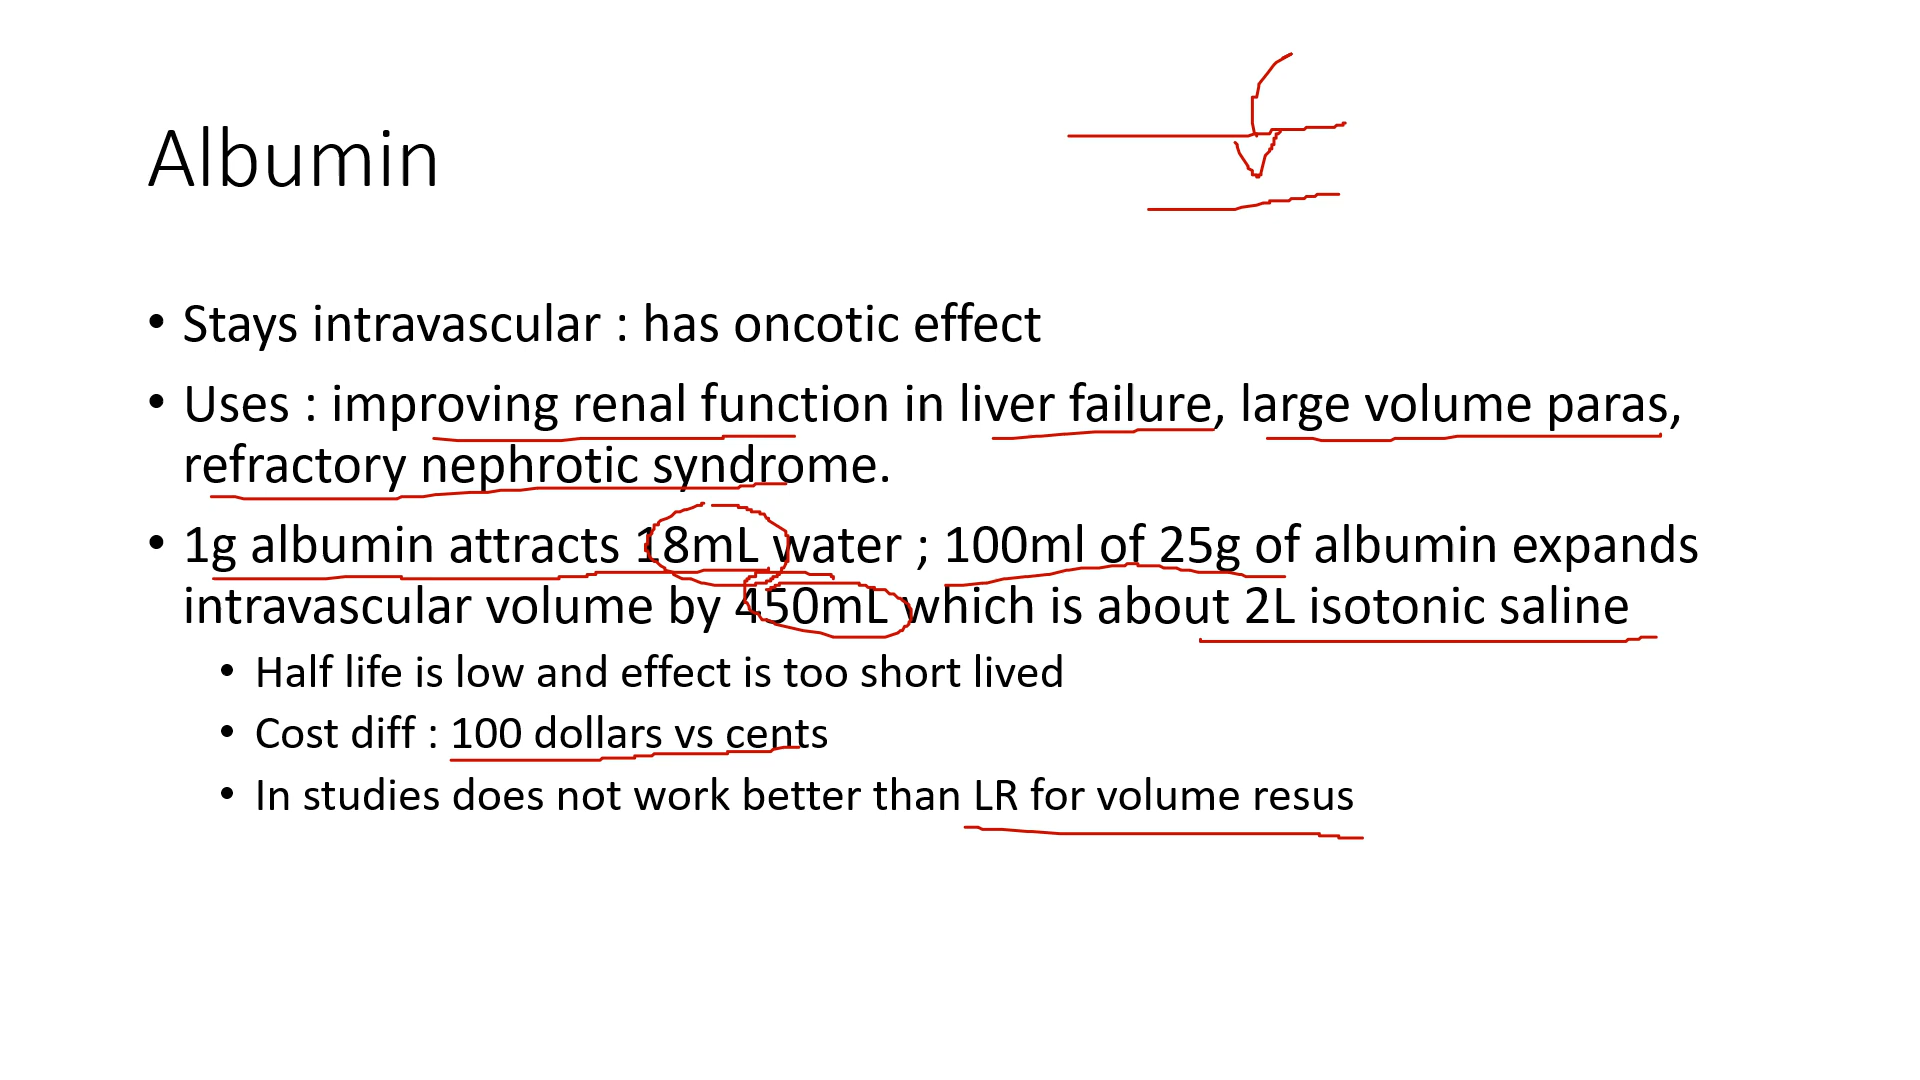 Albumin
• Stays intravascular : has oncotic effect
• Uses : improving renal function in liver failure, large volume paras,
refractory nephrotic syndrome.
• 1g albumin attracts 18mL water ; 100ml of 25g of albumin expands
intravascular volume by 450mL which is about 2L isotonic saline
• Half life is low and effect is too short lived
• Cost diff : 100 dollars vs cents
• In studies does not work better than LR for volume resus